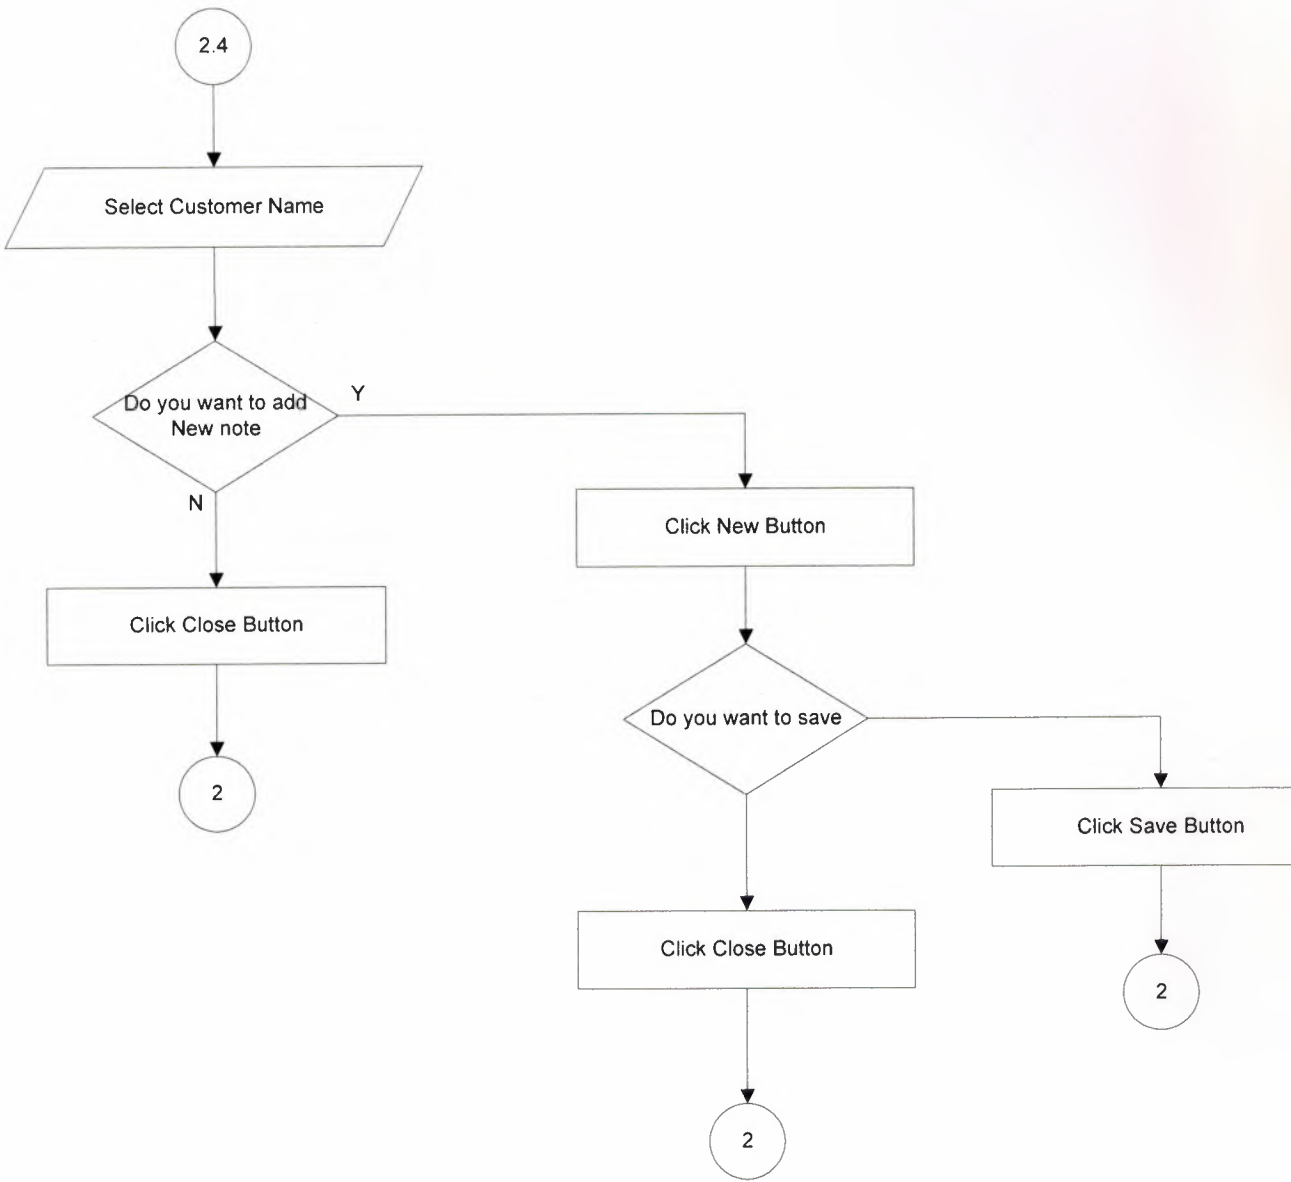 2.4
Select Customer Name
Do you want to add
New note
Y
N
Click New Button
Click Close Button
Do you want to save
2
Click Save Button
Click Close Button
2
2